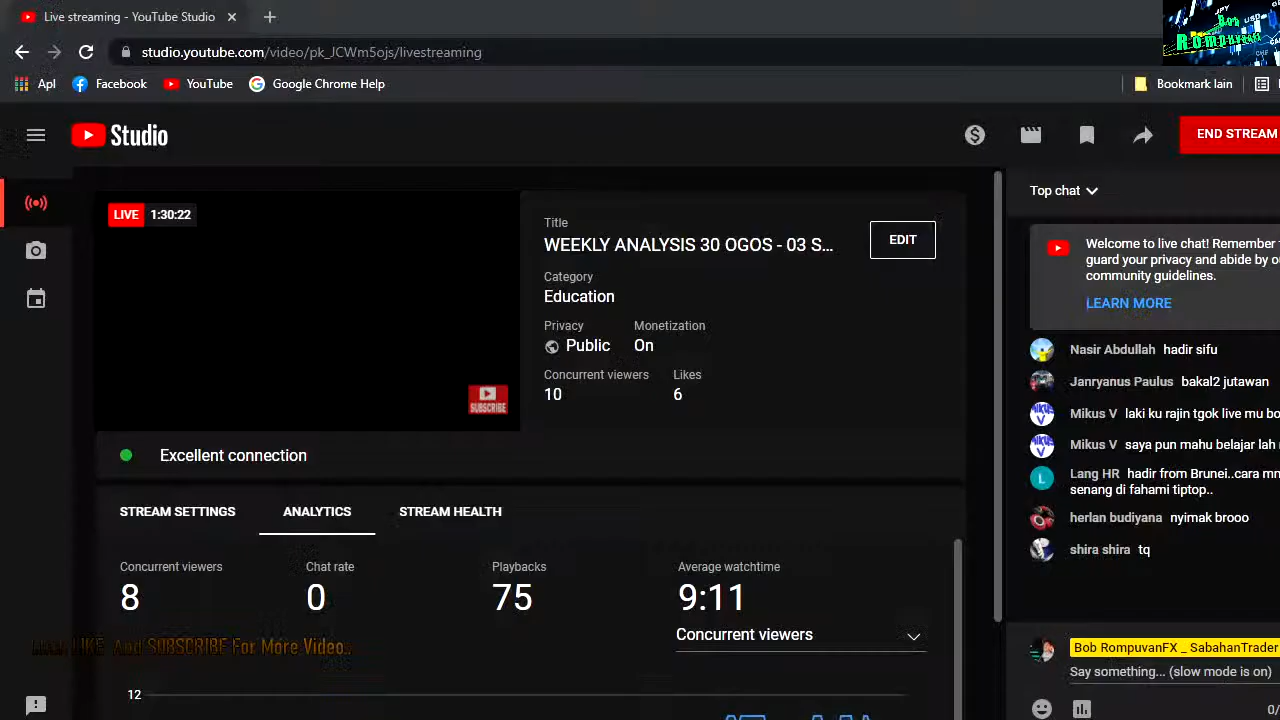 Live streaming - YouTube Studio
studio.youtube.com/video/pk_JCWm5ojs/livestreaming
JPY
Bob
USD
Rompuvan
CHF
Apl
Facebook
YouTube
Google Chrome Help
Bookmark lain
Studio
END STREAM
LIVE 1:30:22
SUBSCRIBE
Title
WEEKLY ANALYSIS 30 OGOS - 03 S...
EDIT
Category
Education
Privacy Monetization
Public On
Concurrent viewers Likes
10 6
Excellent connection
STREAM SETTINGS ANALYTICS STREAM HEALTH
Concurrent viewers Chat rate Playbacks Average watchtime
8 0 75 9:11
Concurrent viewers
LIKE And SUBSCRIBE For More Video..
12
Top chat
Welcome to live chat! Remember
guard your privacy and abide by
community guidelines.
LEARN MORE
Nasir Abdullah hadir sifu
Janryanus Paulus bakal2 jutawan
Mikus V laki ku rajin tgok live mu
Mikus V saya pun mahu belajar lah
Lang HR hadir from Brunei..cara
senang di fahami tiptop..
herlan budiyana nyimak brooo
shira shira tq
Bob RompuvanFX _ SabahanTrader
Say something... (slow mode is on)
0/